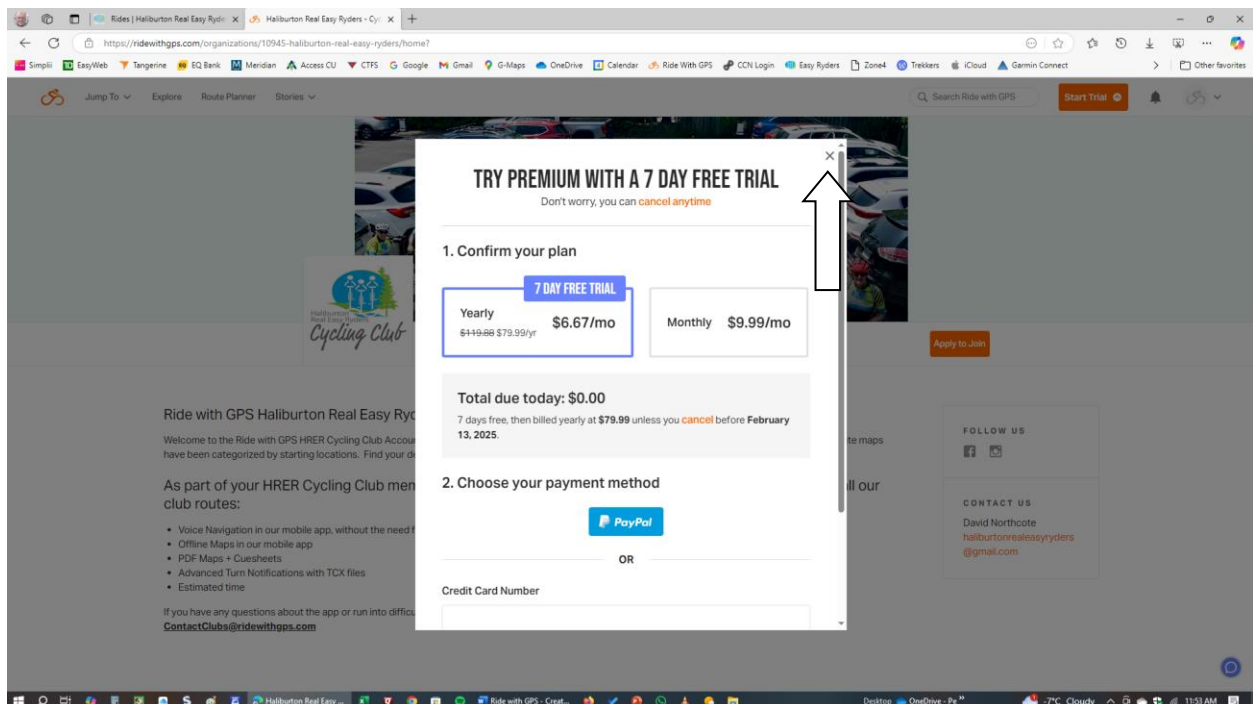 Rides | Haliburton Real Easy Ryde
Haliburton Real Easy Ryders - Cyc
https://ridewithgps.com/organizations/10945-haliburton-real-easy-ryders/home?
Simplii EasyWeb Tangerine EQ Bank Meridian Access CU CTFS Google Gmail G-Maps OneDrive Calendar Ride With GPS CCN Login Easy Ryders Zone4 Trekkers iCloud Garmin Connect Other favorites
Jump To Explore Route Planner Stories Search Ride with GPS Start Trial
TRY PREMIUM WITH A 7 DAY FREE TRIAL
Don't worry, you can cancel anytime
1. Confirm your plan
7 DAY FREE TRIAL
Yearly
$119.88 $79.99/yr
$6.67/mo
Monthly $9.99/mo
Haliburton
Real Easy Ryders
Cycling Club
Apply to Join
Total due today: $0.00
7 days free, then billed yearly at $79.99 unless you cancel before February
13, 2025.
2. Choose your payment method
PayPal
OR
Credit Card Number
Ride with GPS Haliburton Real Easy Ryd
Welcome to the Ride with GPS HRER Cycling Club Accou
te maps
have been categorized by starting locations. Find your de
As part of your HRER Cycling Club mem
ll our
club routes:
• Voice Navigation in our mobile app, without the need f
• Offline Maps in our mobile app
• PDF Maps + Cuesheets
• Advanced Turn Notifications with TCX files
• Estimated time
If you have any questions about the app or run into difficu
ContactClubs@ridewithgps.com
FOLLOW US
CONTACT US
David Northcote
haliburtonrealeasyryders
@gmail.com
Haliburton Real Easy ... Ride with GPS - Creat... Desktop OneDrive - Pe -7°C Cloudy 11:53 AM